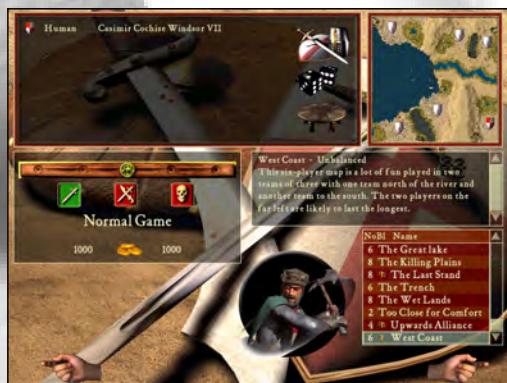 Human Casimir Cochise Windsor VII
West Coast - Unbalanced
This six-player map is a lot of fun played in two
teams of three with one team north of the river and
another team to the south. The two players on the
far left are likely to last the longest.
Normal Game
1000 1000
NoBl Name
6 The Great lake
8 The Killing Plains
8 The Last Stand
6 The Trench
8 The Wet Lands
2 Too Close for Comfort
4 Upwards Alliance
6 West Coast